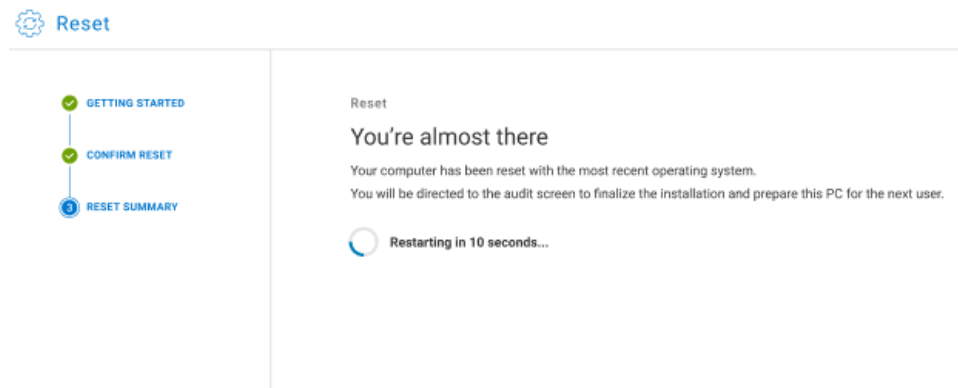 Reset
GETTING STARTED
CONFIRM RESET
3 RESET SUMMARY
Reset
You're almost there
Your computer has been reset with the most recent operating system.
You will be directed to the audit screen to finalize the installation and prepare this PC for the next user.
Restarting in 10 seconds...